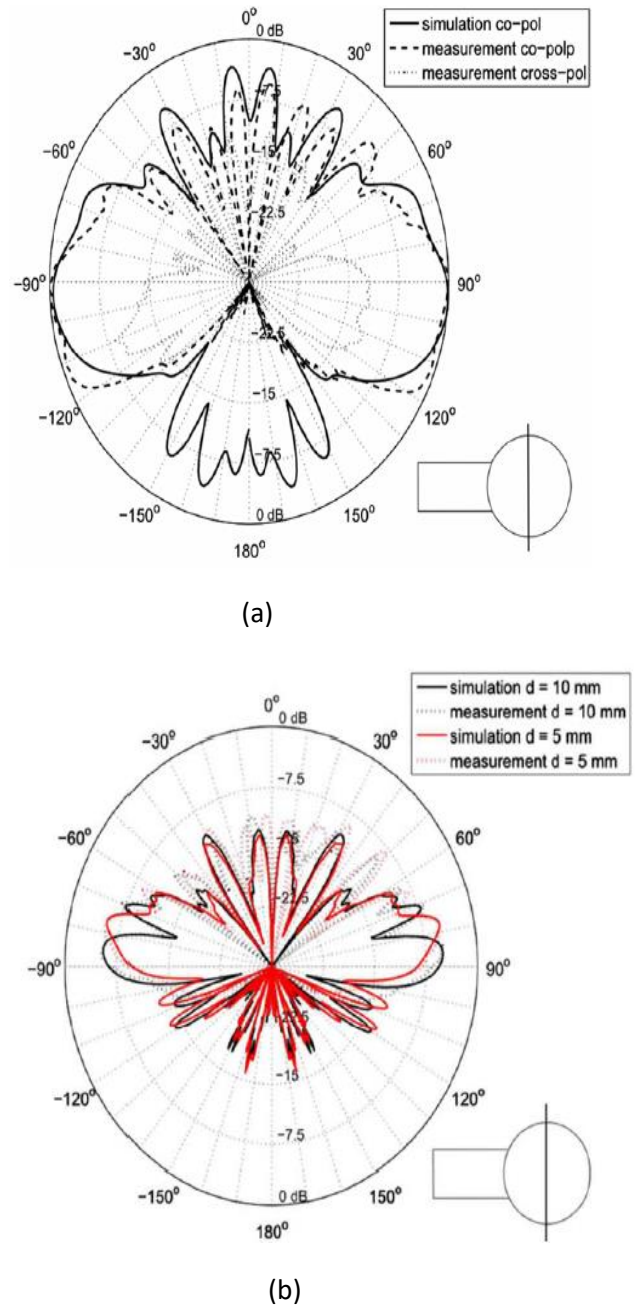 0°
simulation co-pol
measurement co-polp
measurement cross-pol
−30°
30°
−7.5
−60°
−15
60°
−22.5
−90°
90°
−22.5
−120°
−15
120°
−7.5
−150°
0 dB
150°
180°
(a)
simulation d = 10 mm
measurement d = 10 mm
simulation d = 5 mm
measurement d = 5 mm
0°
0 dB
−30°
30°
−7.5
−60°
60°
−22.5
−90°
90°
−22.5
−15
−120°
120°
−7.5
−150°
0 dB
150°
180°
(b)